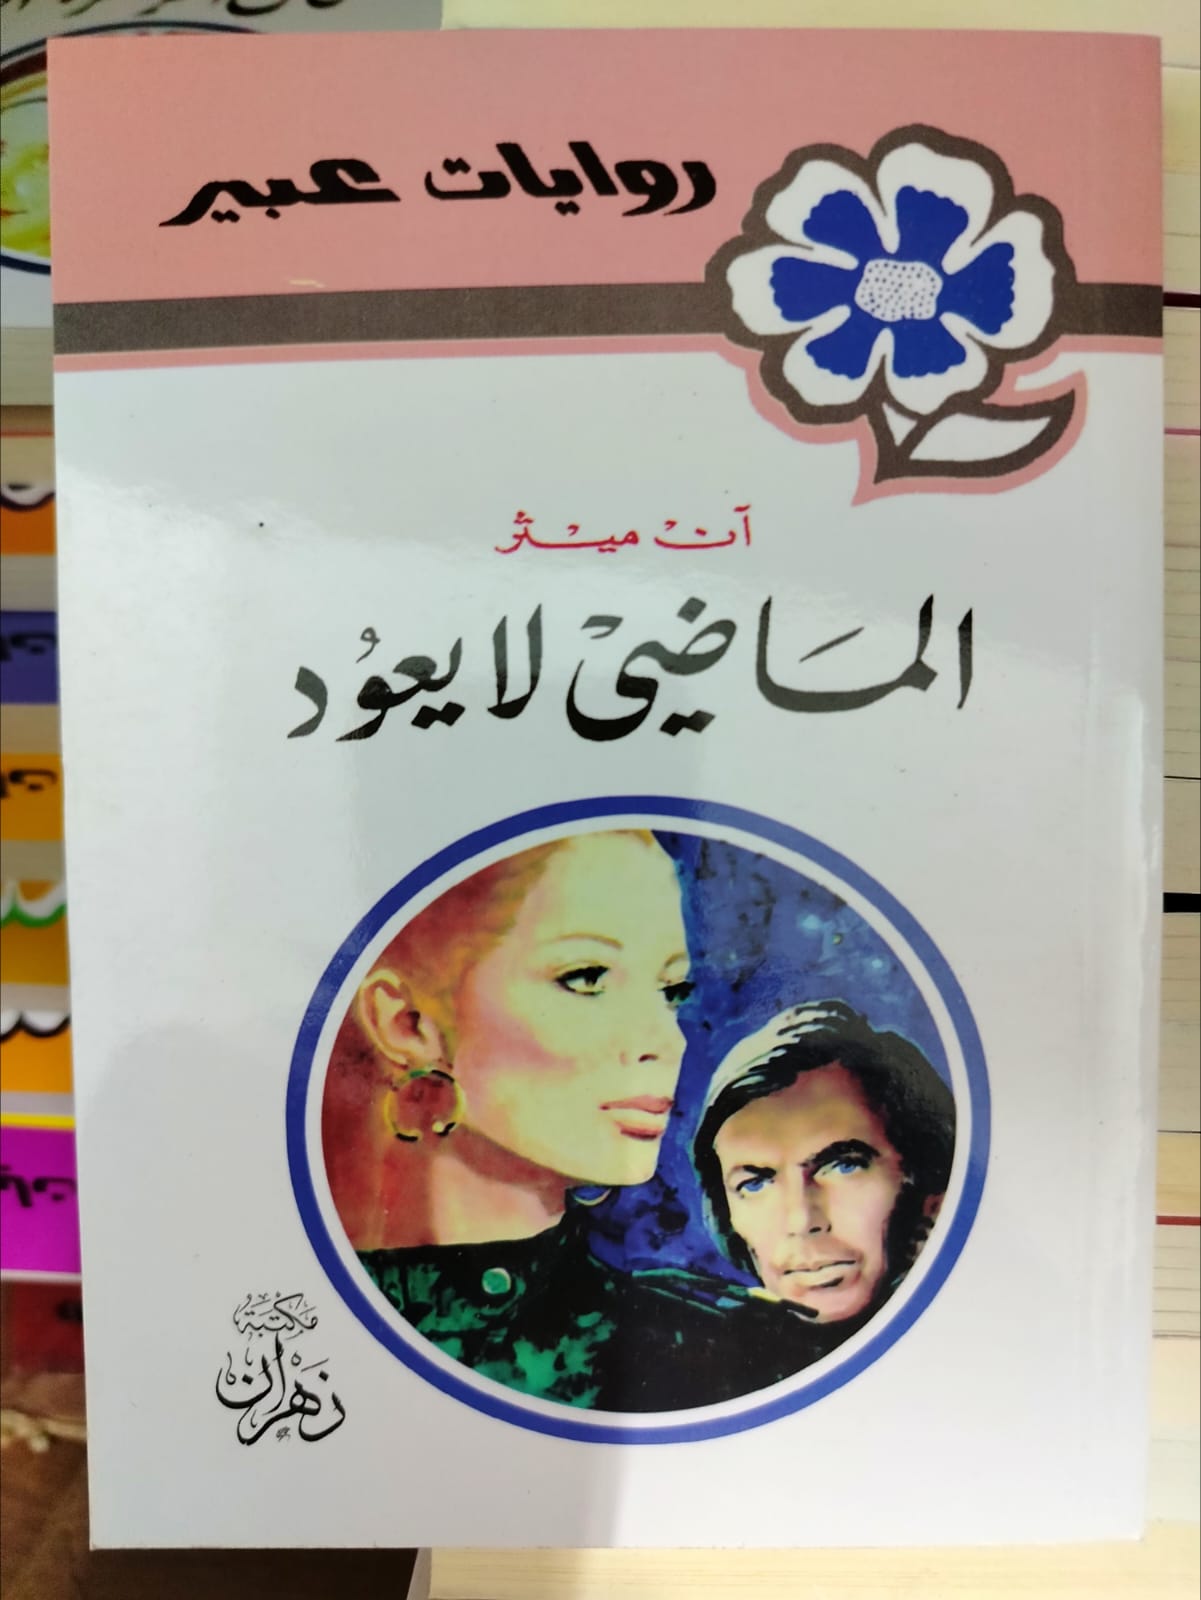 روايات عبير
آن ميثر
الماضي لا يعود
مكتبة
زهران